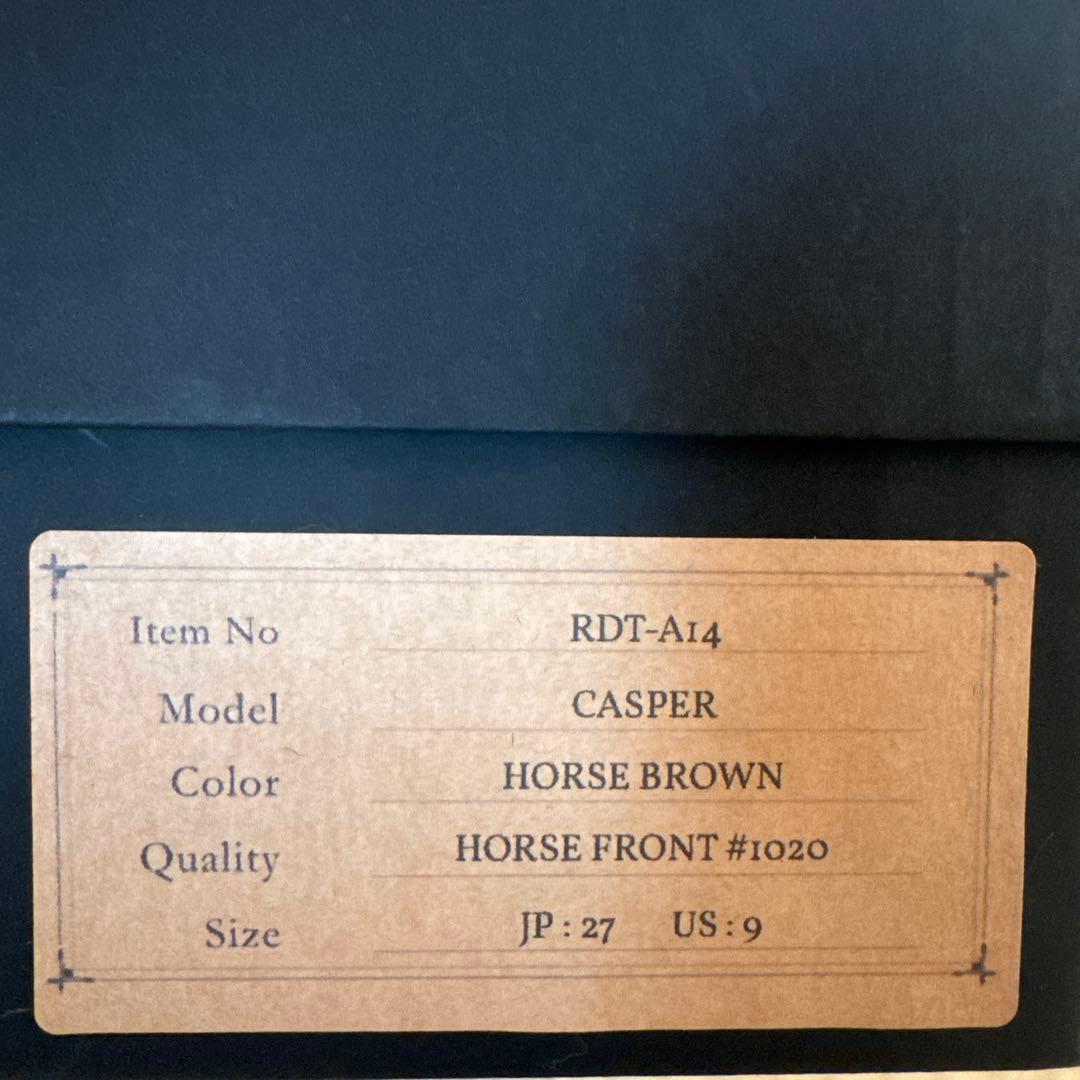 Item No RDT-A14
Model CASPER
Color HORSE BROWN
Quality HORSE FRONT #1020
Size JP : 27 US : 9